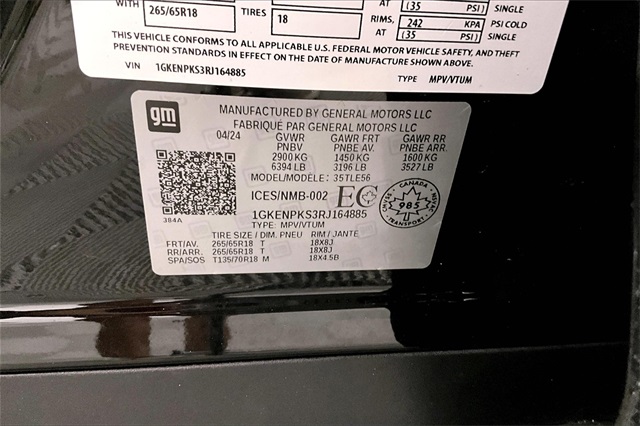 WITH 265/65R18 TIRES 18 (35 PSI) SINGLE
RIMS, 242 KPA PSI COLD
AT AT (35 PSI) SINGLE
THIS VEHICLE CONFORMS TO ALL APPLICABLE U.S. FEDERAL MOTOR VEHICLE SAFETY, AND THEFT
PREVENTION STANDARDS IN EFFECT ON THE DATE OF MANUFACTURE SHOWN ABOVE.
VIN 1GKENPKS3RJ164885 TYPE MPV/VTUM
gm
MANUFACTURED BY GENERAL MOTORS LLC
FABRIQUÉ PAR GENERAL MOTORS LLC
04/24 GVWR GAWR FRT GAWR RR
PNBV PNBE AV. PNBE ARR.
2900 KG 1450 KG 1600 KG
6394 LB 3196 LB 3527 LB
MODEL/MODÈLE: 35TLE56
ICES/NMB-002 EC CANADA 985 TRANSPORT
384A
1GKENPKS3RJ164885
TYPE: MPV/VTUM
TIRE SIZE / DIM. PNEU RIM / JANTE
FRT/AV. 265/65R18 T 18X8J
RR/ARR. 265/65R18 T 18X8J
SPA/SOS T135/70R18 M 18X4.5B